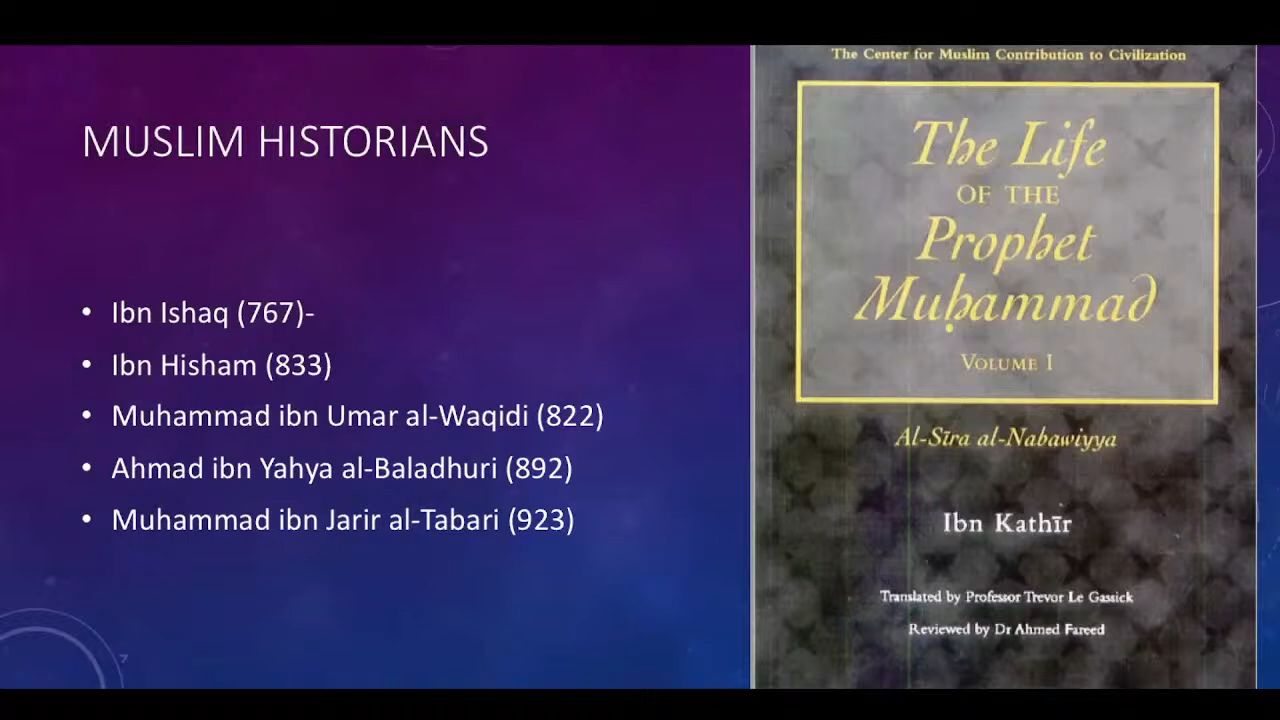 MUSLIM HISTORIANS
• Ibn Ishaq (767)-
• Ibn Hisham (833)
• Muhammad ibn Umar al-Waqidi (822)
• Ahmad ibn Yahya al-Baladhuri (892)
• Muhammad ibn Jarir al-Tabari (923)
7
The Center for Muslim Contribution to Civilization
The Life
OF THE
Prophet
Muḥammad
VOLUME I
Al-Sīra al-Nabawiyya
Ibn Kathīr
Translated by Professor Trevor Le Gassick
Reviewed by Dr Ahmed Fareed